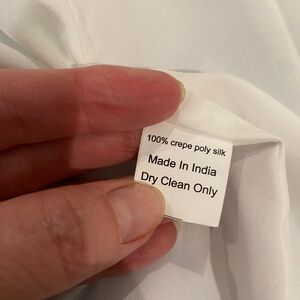 100% crepe poly silk
Made In India
Dry Clean Only